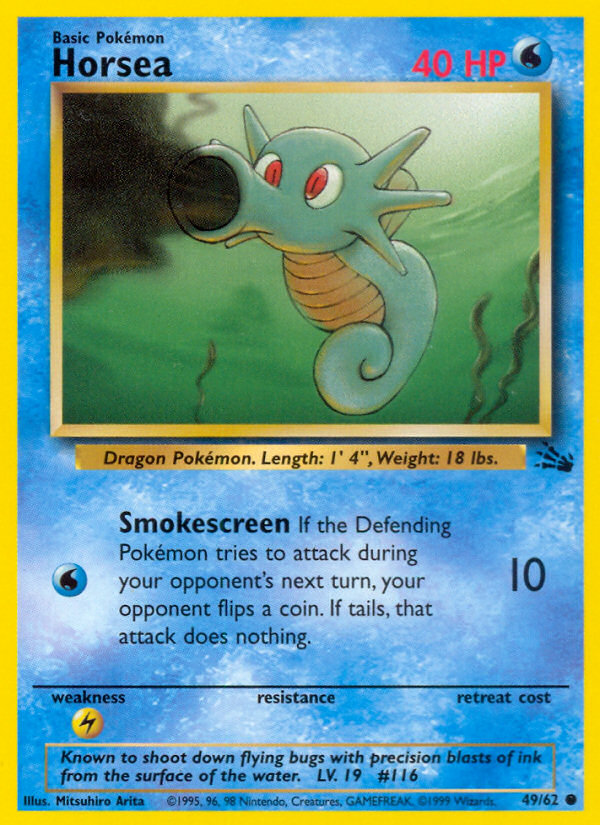 Basic Pokémon
Horsea
40 HP
Dragon Pokémon. Length: 1' 4", Weight: 18 lbs.
Smokescreen If the Defending
Pokémon tries to attack during
your opponent's next turn, your
opponent flips a coin. If tails, that
attack does nothing.
10
weakness resistance retreat cost
Known to shoot down flying bugs with precision blasts of ink
from the surface of the water. LV. 19 #116
Illus. Mitsuhiro Arita ©1995, 96, 98 Nintendo, Creatures, GAMEFREAK. ©1999 Wizards. 49/62